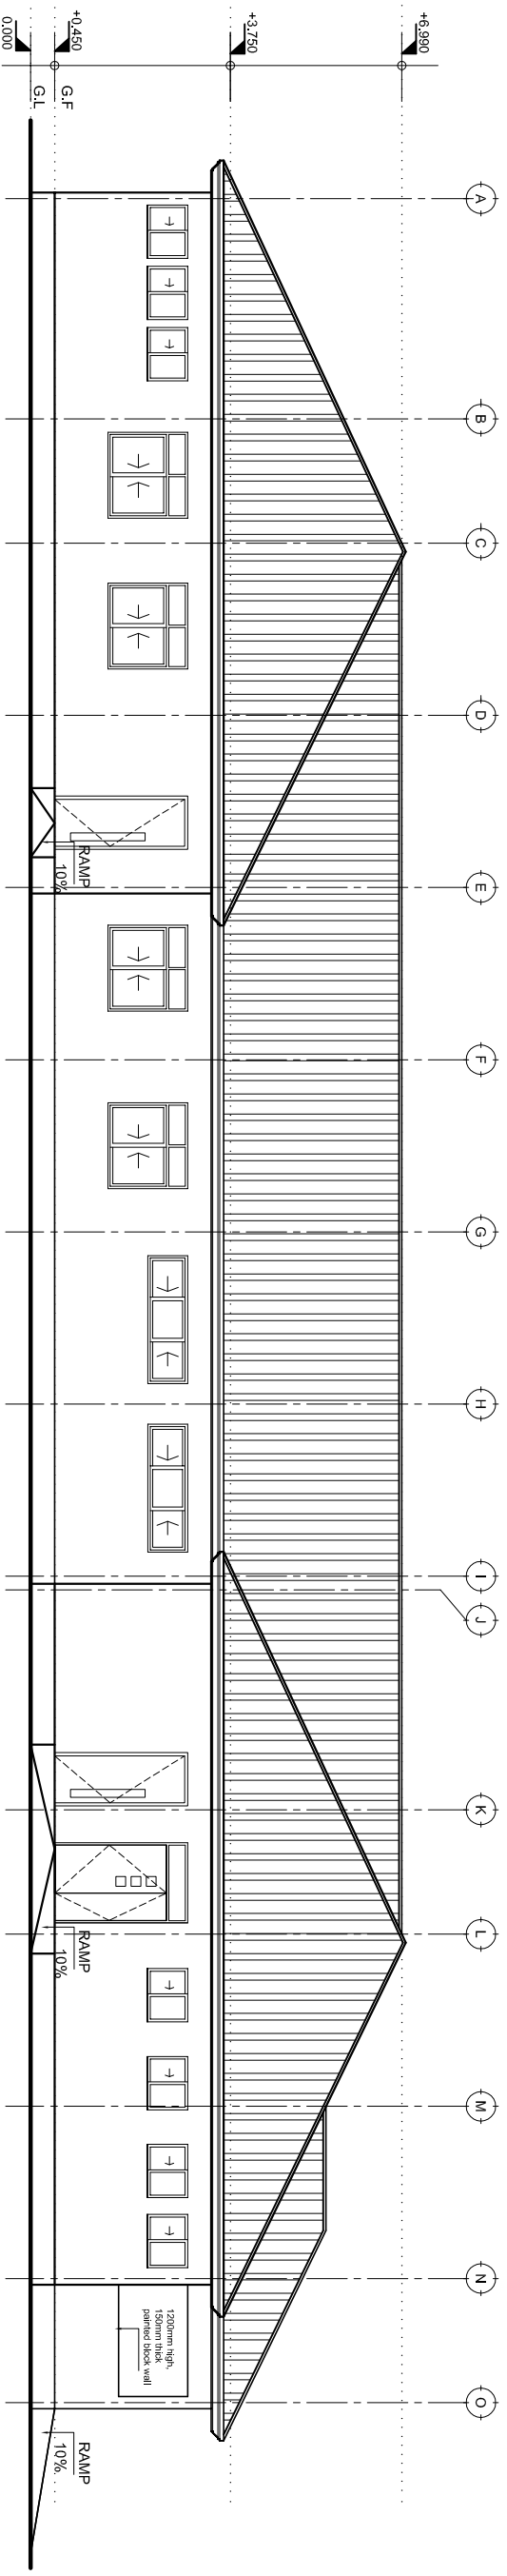 +6.990
+3.750
+0.450
0.000
G.F
G.L
A
B
C
D
E
F
G
H
I
J
K
L
M
N
O
RAMP
10%
RAMP
10%
1200mm high,
150mm thick
painted block wall
RAMP
10%